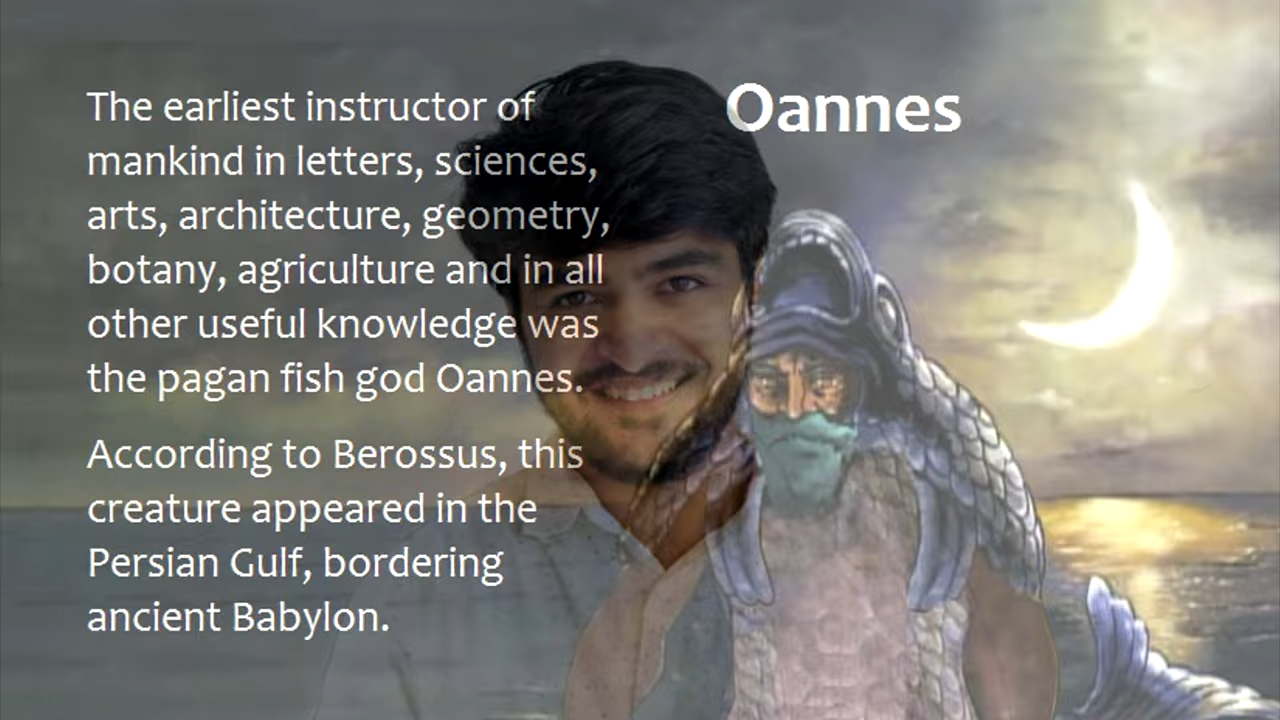 Oannes
The earliest instructor of
mankind in letters, sciences,
arts, architecture, geometry,
botany, agriculture and in all
other useful knowledge was
the pagan fish god Oannes.
According to Berossus, this
creature appeared in the
Persian Gulf, bordering
ancient Babylon.